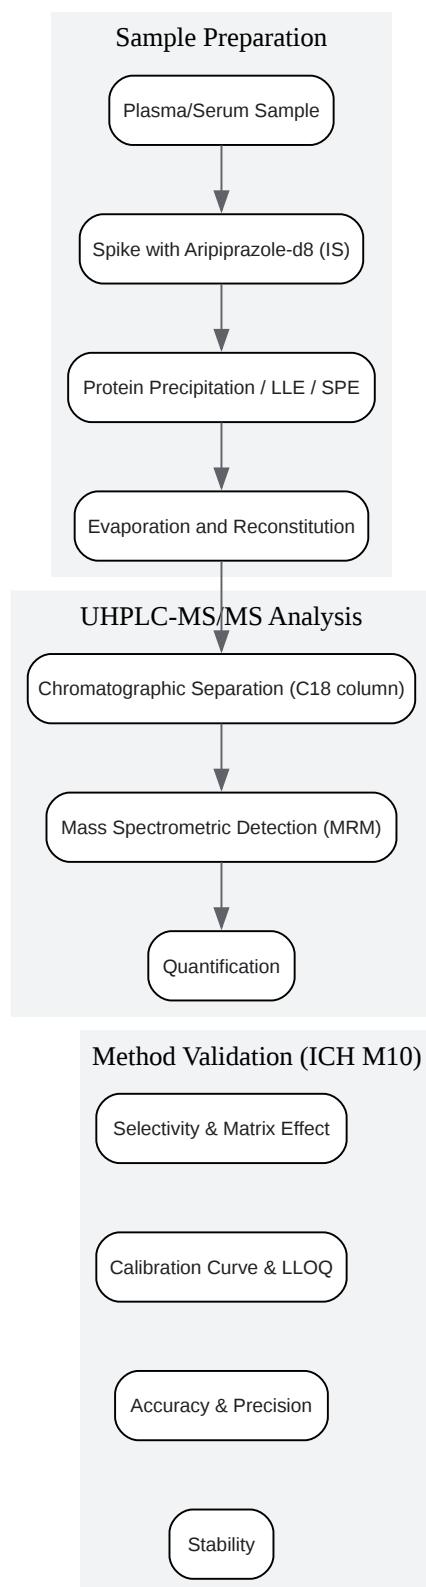 Sample Preparation
Plasma/Serum Sample
Spike with Aripiprazole-d8 (IS)
Protein Precipitation / LLE / SPE
Evaporation and Reconstitution
UHPLC-MS/MS Analysis
Chromatographic Separation (C18 column)
Mass Spectrometric Detection (MRM)
Quantification
Method Validation (ICH M10)
Selectivity & Matrix Effect
Calibration Curve & LLOQ
Accuracy & Precision
Stability